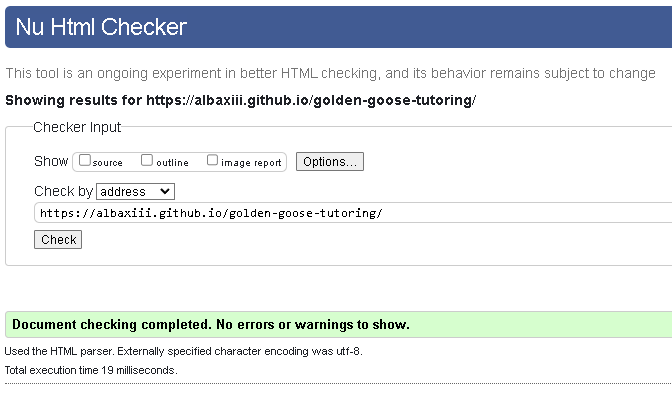 Nu Html Checker
This tool is an ongoing experiment in better HTML checking, and its behavior remains subject to change
Showing results for https://albaxiii.github.io/golden-goose-tutoring/
Checker Input
Show source outline image report Options...
Check by address
https://albaxiii.github.io/golden-goose-tutoring/
Check
Document checking completed. No errors or warnings to show.
Used the HTML parser. Externally specified character encoding was utf-8.
Total execution time 19 milliseconds.